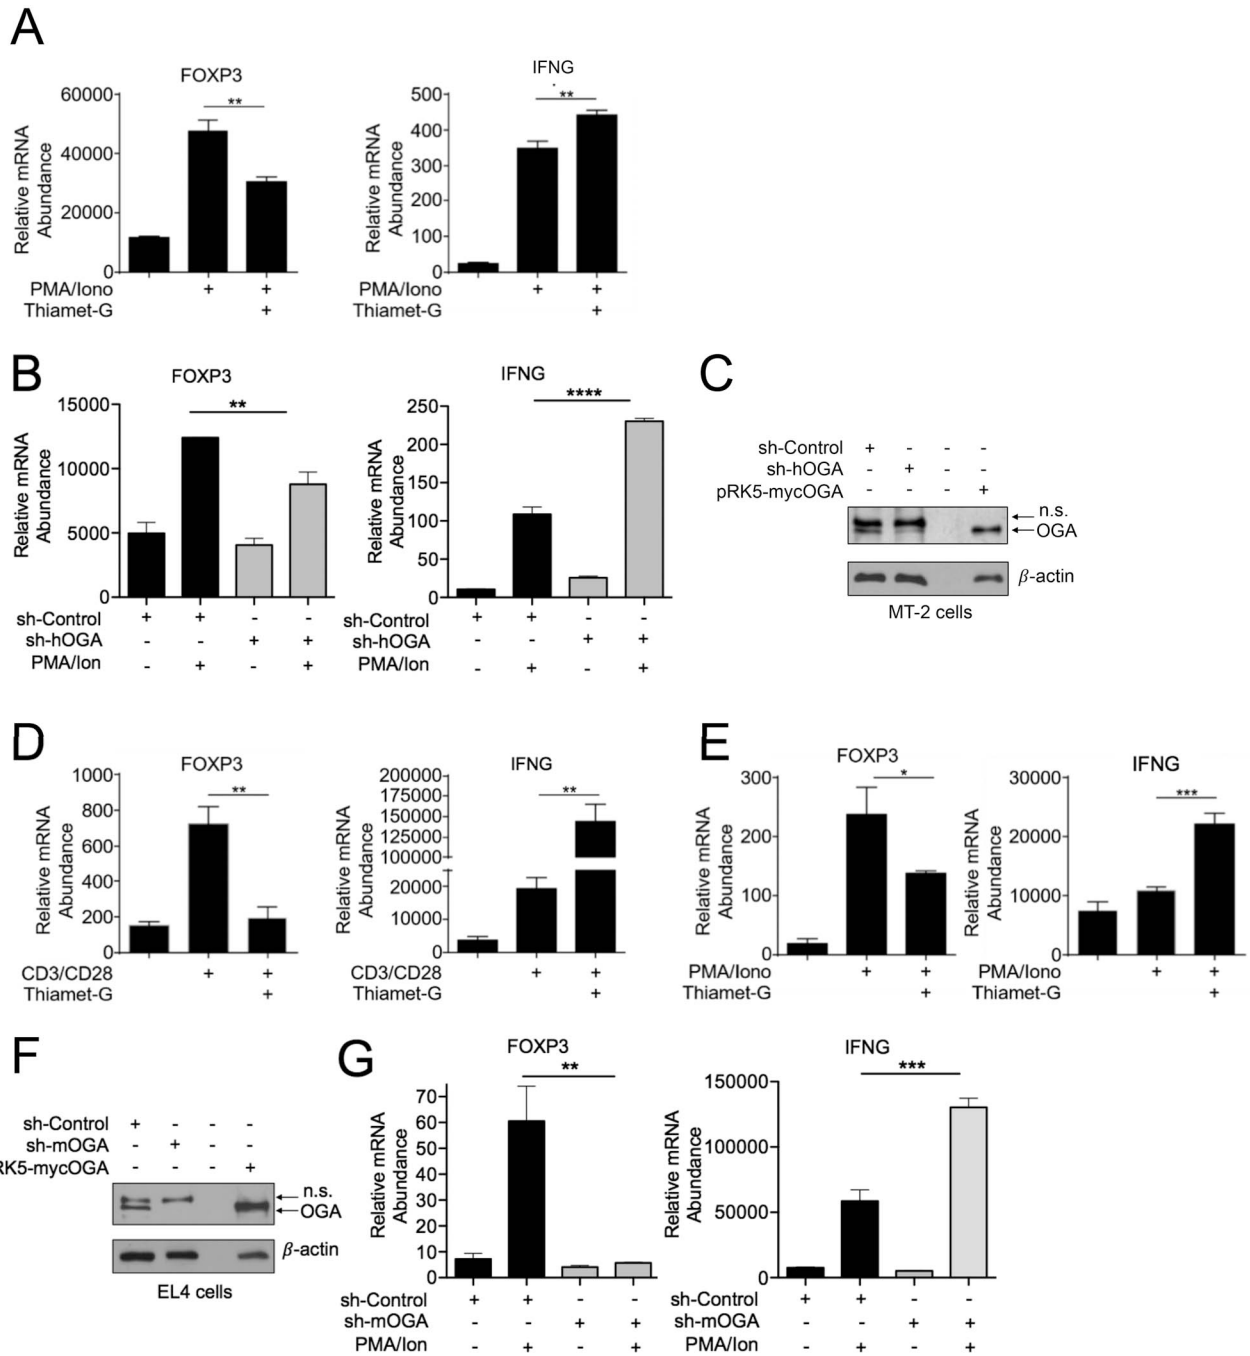 A
FOXP3
Relative mRNA
Abundance
60000
40000
20000
0
PMA/Iono + +
Thiamet-G +
IFNG
Relative mRNA
Abundance
500
400
300
200
100
0
PMA/Iono + +
Thiamet-G +
**
**
B
FOXP3
**
Relative mRNA
Abundance
15000
10000
5000
0
sh-Control + + - -
sh-hOGA - - + +
PMA/Ion - + - +
IFNG
****
Relative mRNA
Abundance
250
200
150
100
50
0
sh-Control + + - -
sh-hOGA - - + +
PMA/Ion - + - +
C
sh-Control + - - -
sh-hOGA - + - -
pRK5-mycOGA - - - +
n.s.
OGA
β-actin
MT-2 cells
D
FOXP3
**
Relative mRNA
Abundance
1000
800
600
400
200
0
CD3/CD28 + +
Thiamet-G +
IFNG
**
Relative mRNA
Abundance
200000
175000
150000
125000
100000
20000
10000
0
CD3/CD28 + +
Thiamet-G +
E
FOXP3
*
Relative mRNA
Abundance
300
200
100
0
PMA/Iono + +
Thiamet-G +
IFNG
***
Relative mRNA
Abundance
30000
20000
10000
0
PMA/Iono + +
Thiamet-G +
F
sh-Control + - - -
sh-mOGA - + - -
RK5-mycOGA - - - +
n.s.
OGA
β-actin
EL4 cells
G
FOXP3
**
Relative mRNA
Abundance
70
60
50
40
30
20
10
0
sh-Control + + - -
sh-mOGA - - + +
PMA/Ion - + - +
IFNG
***
Relative mRNA
Abundance
150000
100000
50000
0
sh-Control + + - -
sh-mOGA - - + +
PMA/Ion - + - +